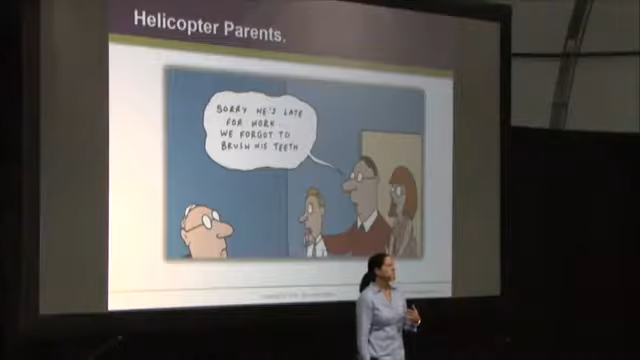 Helicopter Parents.
SORRY HE'S LATE
FOR WORK...
WE FORGOT TO
BRUSH HIS TEETH